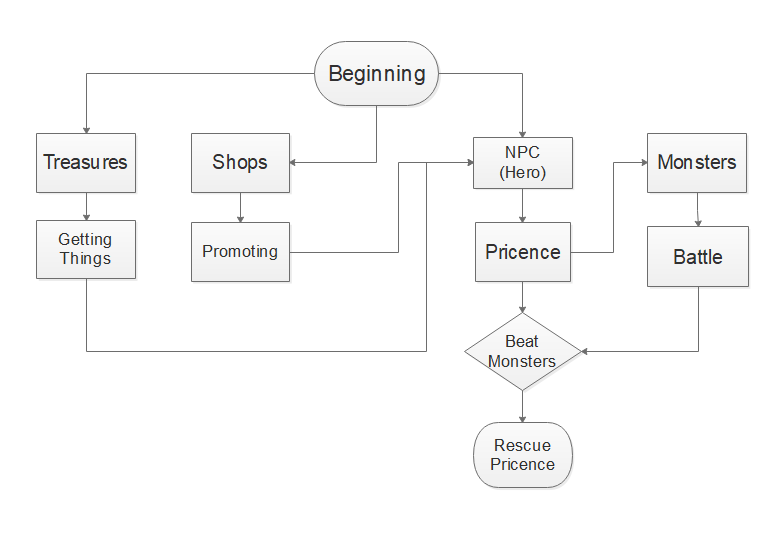 Beginning
Treasures
Shops
NPC
(Hero)
Monsters
Getting
Things
Promoting
Pricence
Battle
Beat
Monsters
Rescue
Pricence